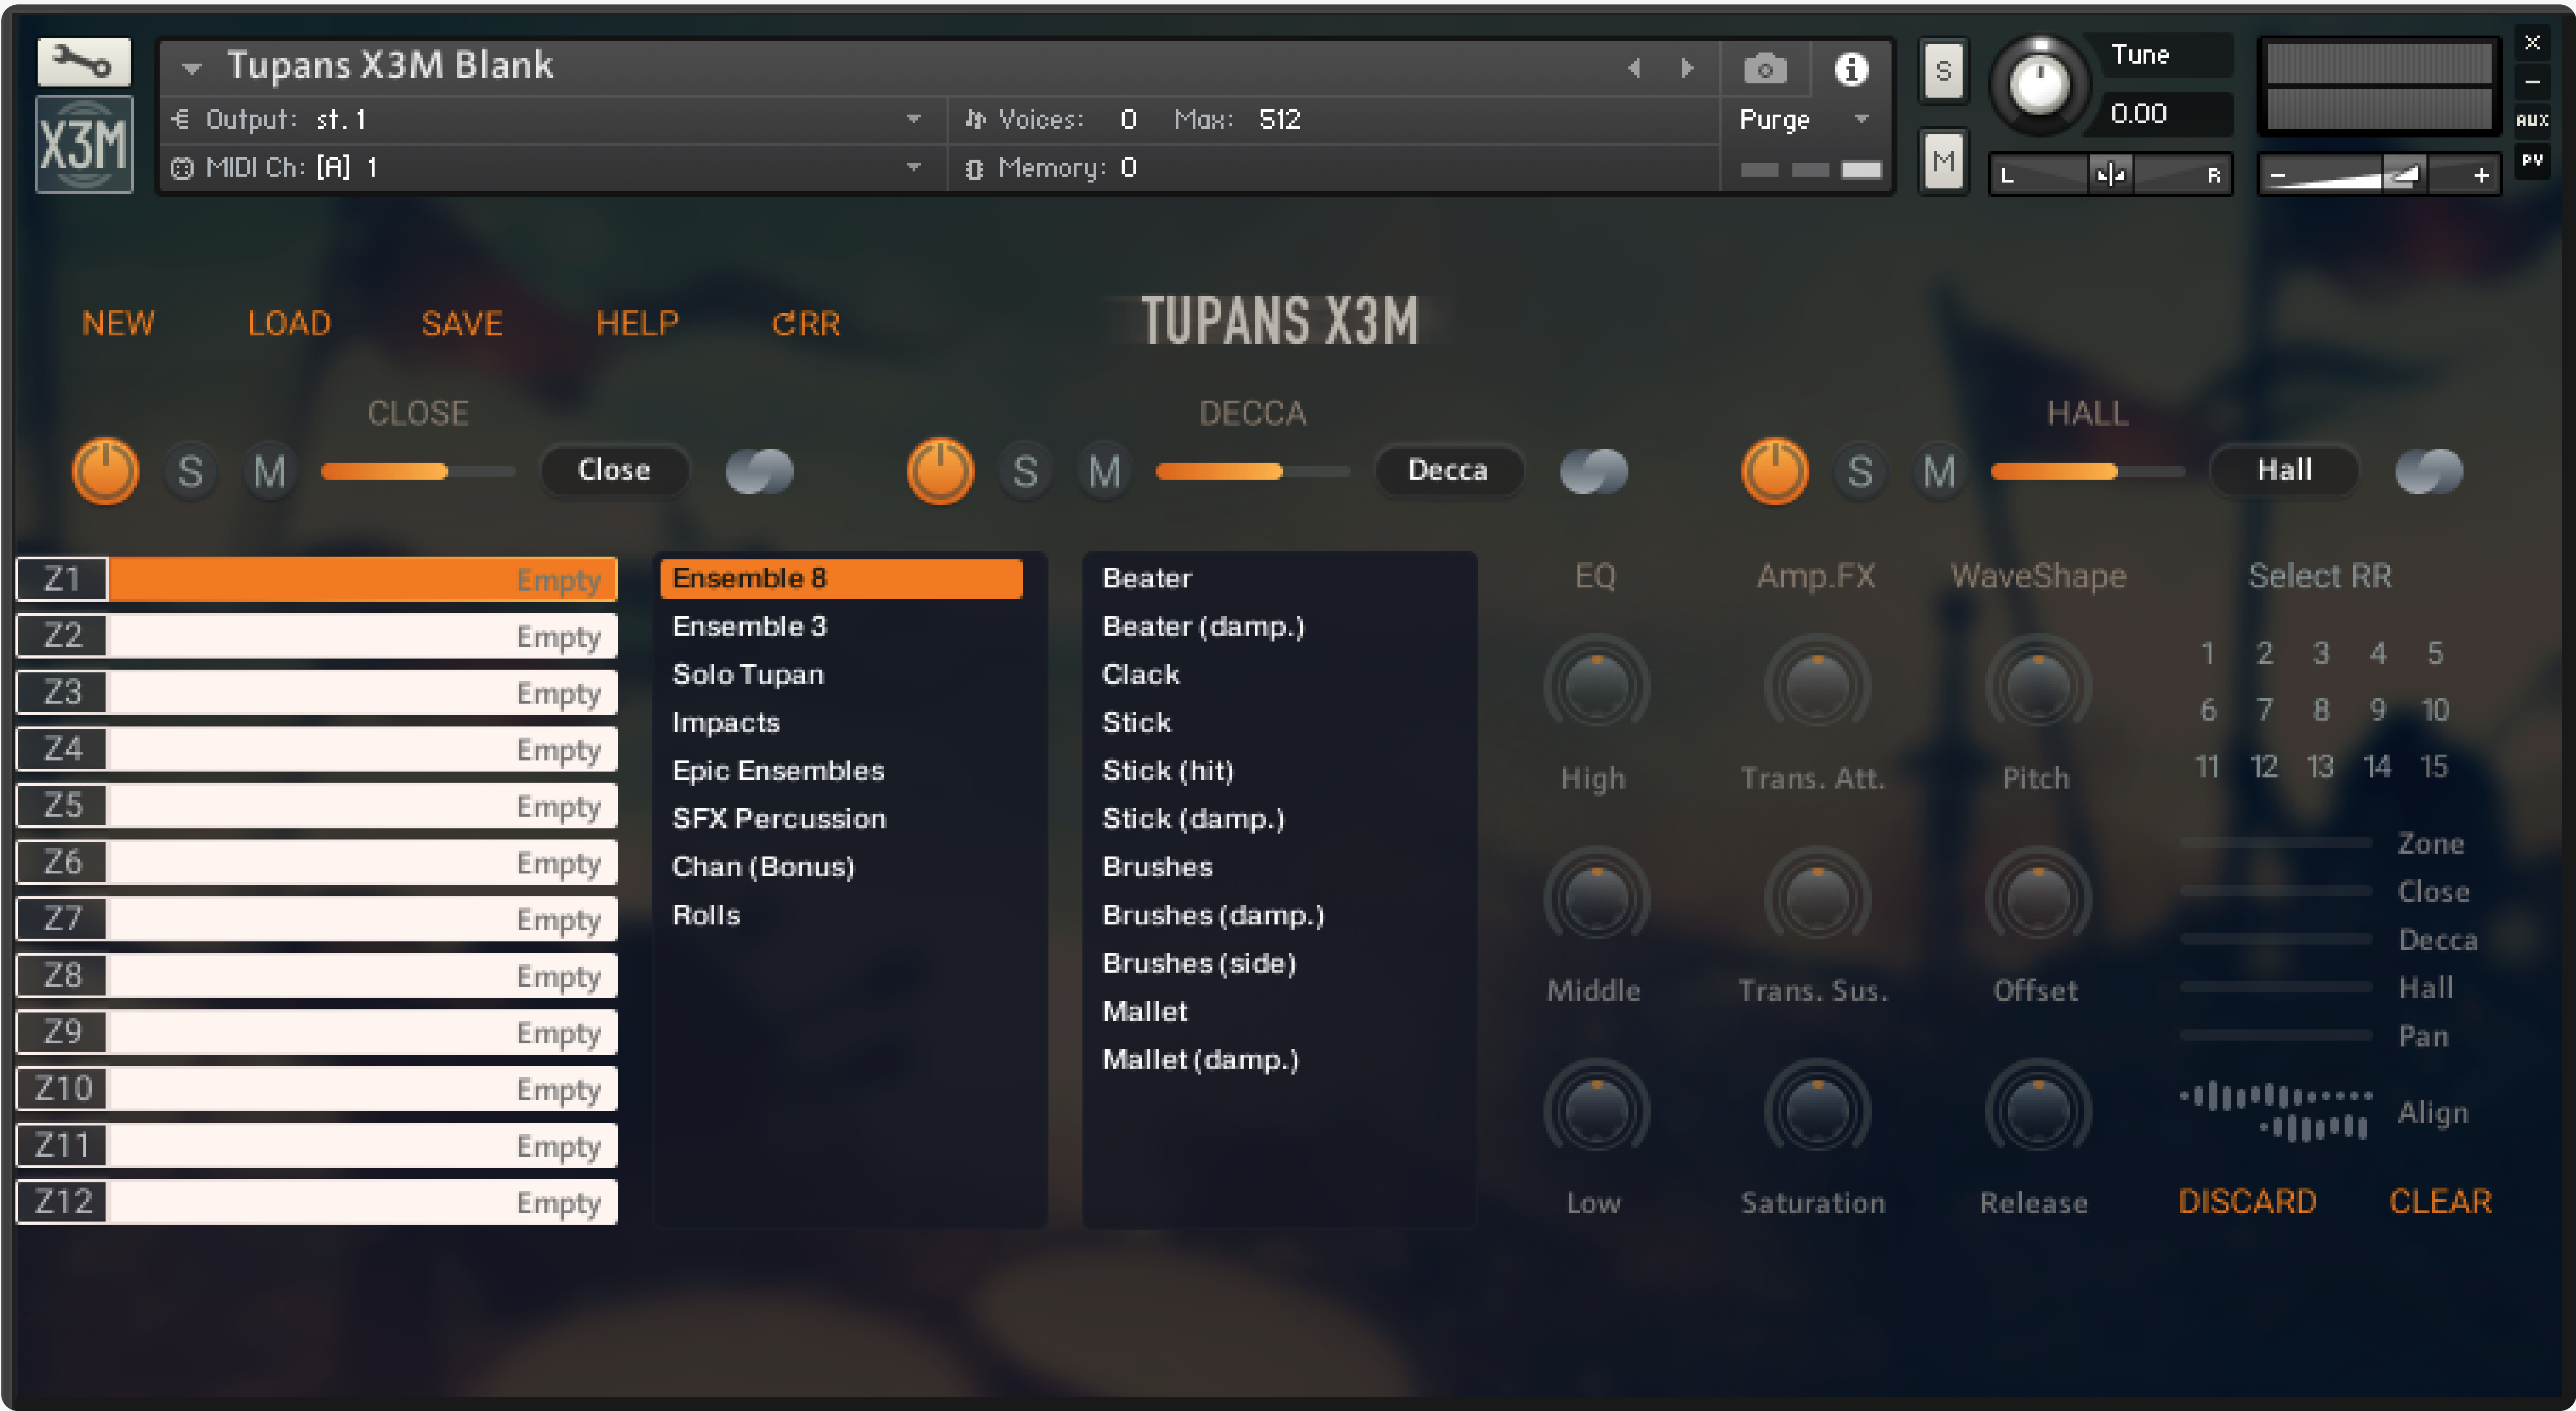 Tupans X3M Blank
X3M
Output: st. 1
Voices: 0 Max: 512
Purge
MIDI Ch: [A] 1
Memory: 0
S
M
Tune
0.00
L R
- +
X
-
AUX
PV
NEW LOAD SAVE HELP RR
TUPANS X3M
CLOSE
S M Close
DECCA
S M Decca
HALL
S M Hall
Z1 Empty
Z2 Empty
Z3 Empty
Z4 Empty
Z5 Empty
Z6 Empty
Z7 Empty
Z8 Empty
Z9 Empty
Z10 Empty
Z11 Empty
Z12 Empty
Ensemble 8
Ensemble 3
Solo Tupan
Impacts
Epic Ensembles
SFX Percussion
Chan (Bonus)
Rolls
Beater
Beater (damp.)
Clack
Stick
Stick (hit)
Stick (damp.)
Brushes
Brushes (damp.)
Brushes (side)
Mallet
Mallet (damp.)
EQ Amp.FX WaveShape
High Trans. Att. Pitch
Middle Trans. Sus. Offset
Low Saturation Release
Select RR
1 2 3 4 5
6 7 8 9 10
11 12 13 14 15
Zone
Close
Decca
Hall
Pan
Align
DISCARD CLEAR